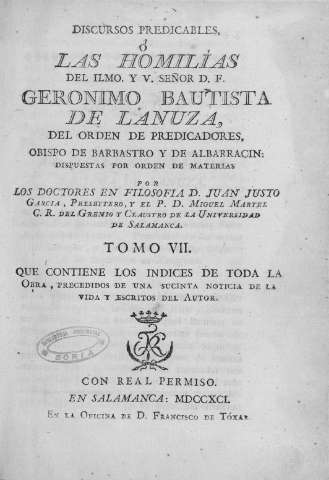 DISCURSOS PREDICABLES,
ó
LAS HOMILÍAS
DEL ILMO. Y V. SEÑOR D. F.
GERONIMO BAUTISTA
DE LANUZA,
DEL ORDEN DE PREDICADORES,
OBISPO DE BARBASTRO Y DE ALBARRACIN:
DISPUESTAS POR ORDEN DE MATERIAS
POR
LOS DOCTORES EN FILOSOFIA D. JUAN JUSTO
GARCIA, PRESBYTERO, Y EL P. D. MIGUEL MARTEL
C. R. DEL GREMIO Y CLAUSTRO DE LA UNIVERSIDAD
DE SALAMANCA.
TOMO VII.
QUE CONTIENE LOS INDICES DE TODA LA
OBRA, PRECEDIDOS DE UNA SUCINTA NOTICIA DE LA
VIDA Y ESCRITOS DEL AUTOR.
SORIA
CON REAL PERMISO.
EN SALAMANCA: MDCCXCI.
EN LA OFICINA DE D. FRANCISCO DE TÓXAR.